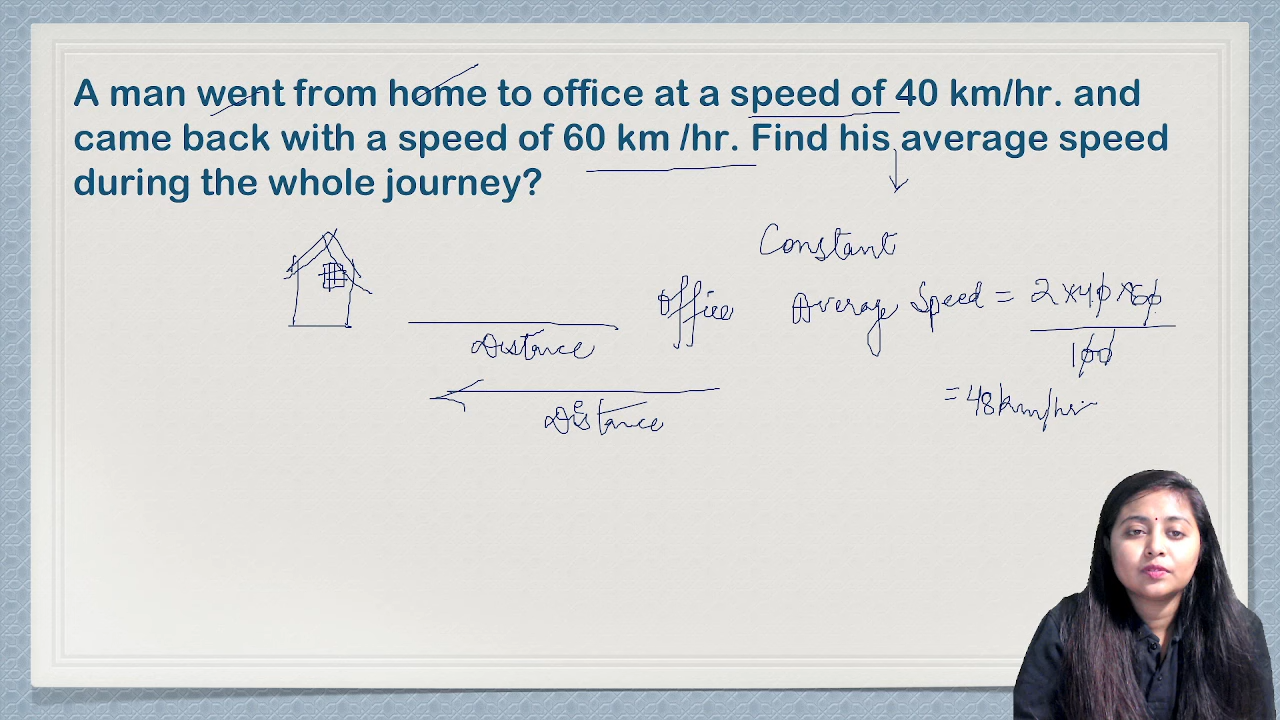 A man went from home to office at a speed of 40 km/hr. and
came back with a speed of 60 km /hr. Find his average speed
during the whole journey?
Constant
Office
Average Speed = 2 x 40 x 60
100
Distance
= 48 km/hr
Distance